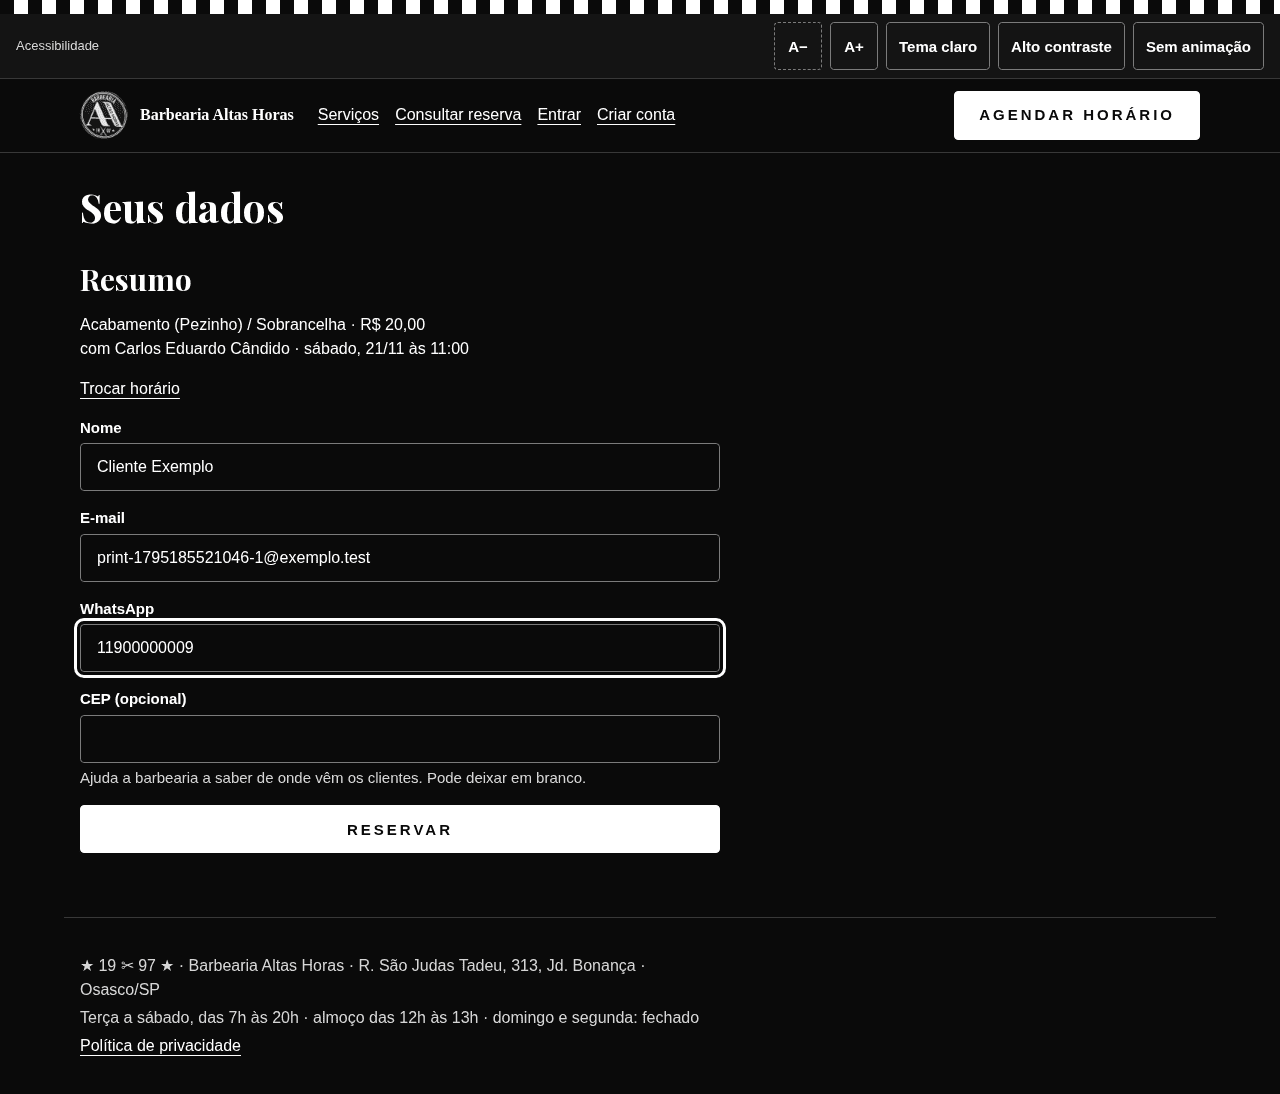 Acessibilidade
A−
A+
Tema claro
Alto contraste
Sem animação
Barbearia Altas Horas
Serviços
Consultar reserva
Entrar
Criar conta
AGENDAR HORÁRIO
Seus dados
Resumo
Acabamento (Pezinho) / Sobrancelha · R$ 20,00
com Carlos Eduardo Cândido · sábado, 21/11 às 11:00
Trocar horário
Nome
Cliente Exemplo
E-mail
print-1795185521046-1@exemplo.test
WhatsApp
11900000009
CEP (opcional)
Ajuda a barbearia a saber de onde vêm os clientes. Pode deixar em branco.
RESERVAR
★ 19 ✂ 97 ★ · Barbearia Altas Horas · R. São Judas Tadeu, 313, Jd. Bonança ·
Osasco/SP
Terça a sábado, das 7h às 20h · almoço das 12h às 13h · domingo e segunda: fechado
Política de privacidade